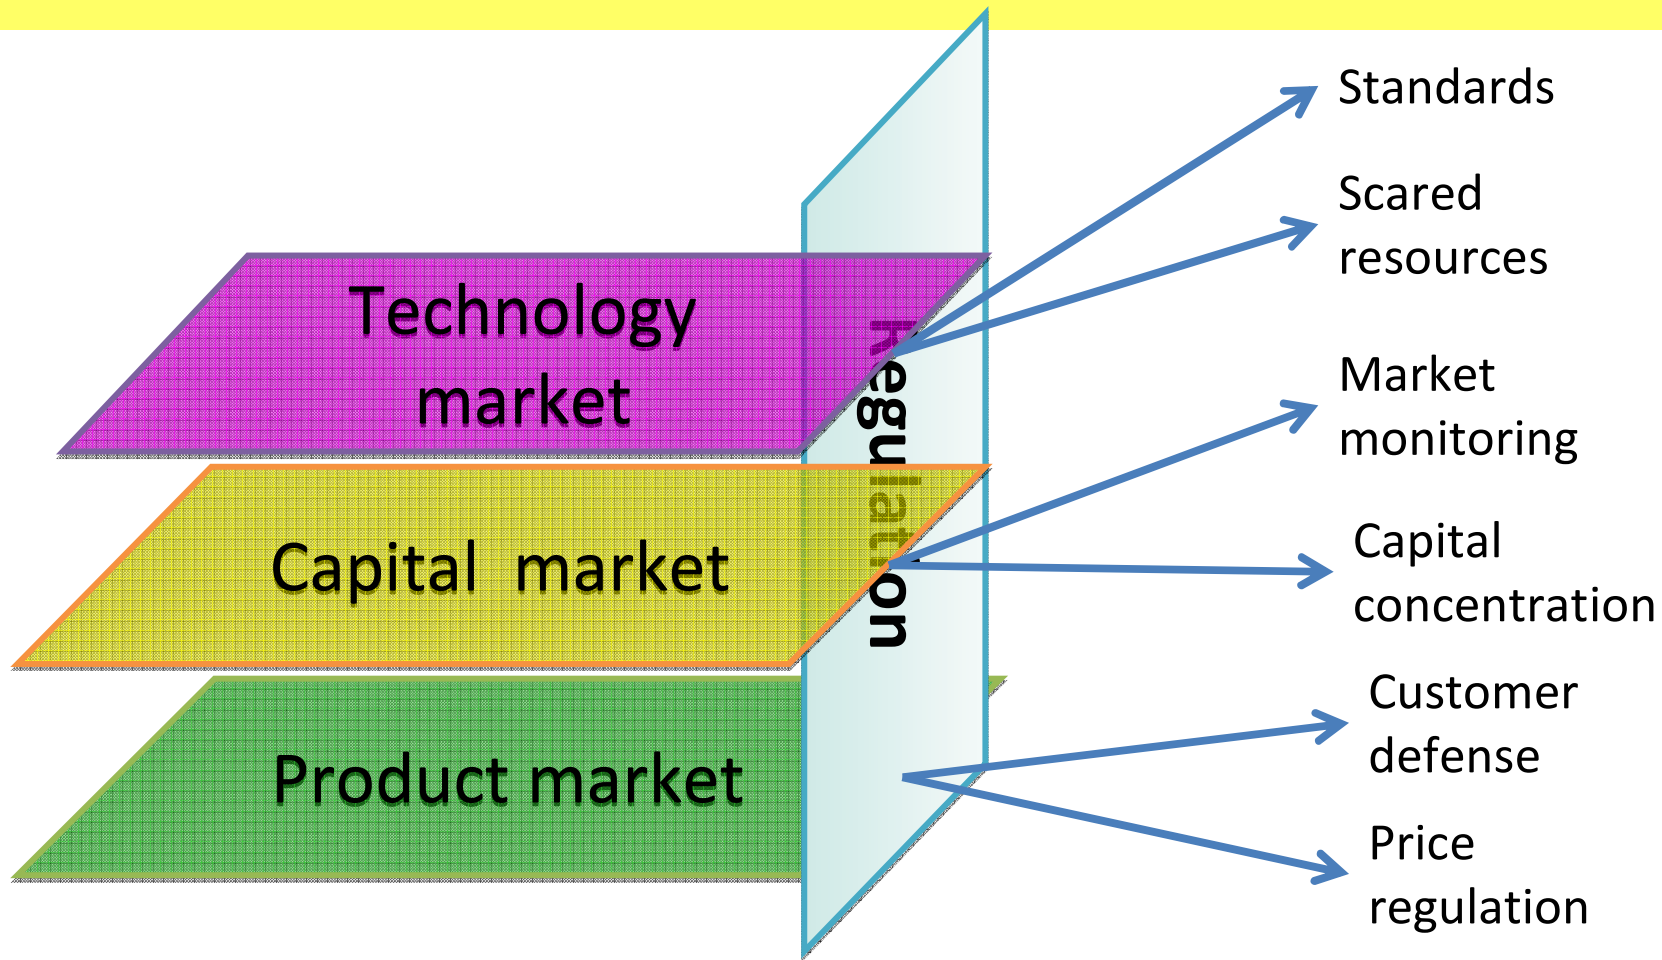 Technology
market
Capital market
Product market
Regulation
Standards
Scared
resources
Market
monitoring
Capital
concentration
Customer
defense
Price
regulation